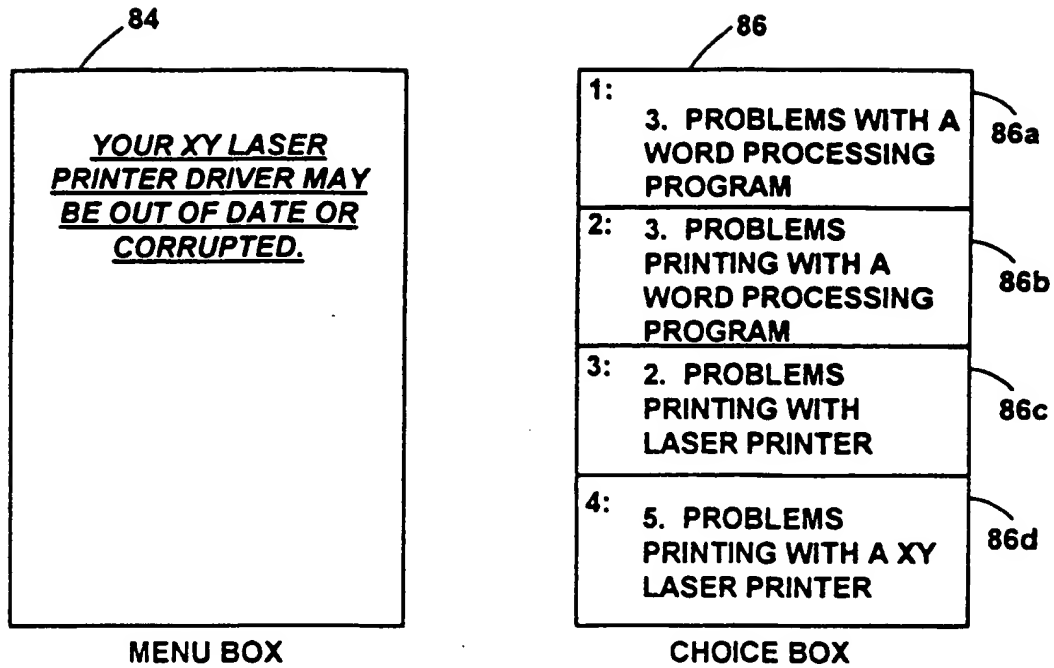 84
YOUR XY LASER
PRINTER DRIVER MAY
BE OUT OF DATE OR
CORRUPTED.
MENU BOX
86
1:
3. PROBLEMS WITH A
WORD PROCESSING
PROGRAM
86a
2: 3. PROBLEMS
PRINTING WITH A
WORD PROCESSING
PROGRAM
86b
3: 2. PROBLEMS
PRINTING WITH
LASER PRINTER
86c
4:
5. PROBLEMS
PRINTING WITH A XY
LASER PRINTER
86d
CHOICE BOX